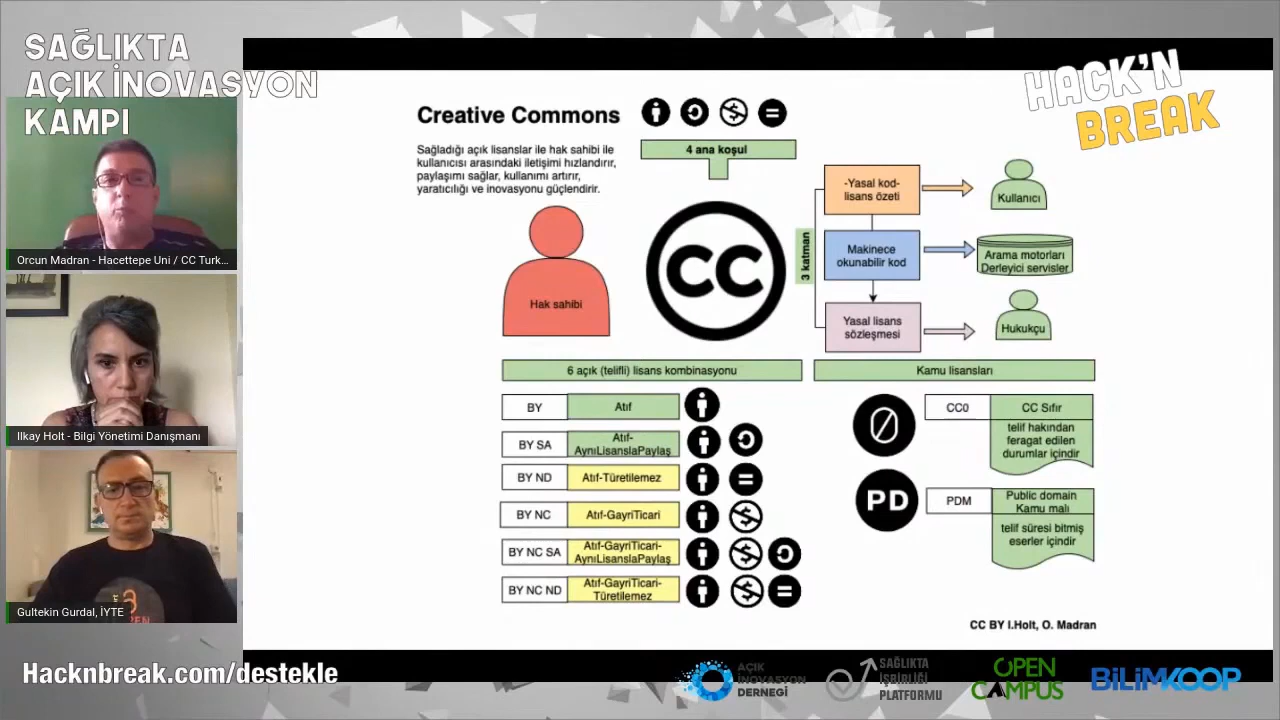 SAĞLIKTA
AÇIK İNOVASYON
KAMPI
HACK'N
BREAK
Orcun Madran - Hacettepe Uni / CC Turk...
Ilkay Holt - Bilgi Yönetimi Danışmanı
Gultekin Gurdal, İYTE
Creative Commons
Sağladığı açık lisanslar ile hak sahibi ile
kullanıcısı arasındaki iletişimi hızlandırır,
paylaşımı sağlar, kullanımı artırır,
yaratıcılığı ve inovasyonu güçlendirir.
4 ana koşul
Hak sahibi
CC
3 katman
-Yasal kod-
lisans özeti
Kullanıcı
Makinece
okunabilir kod
Arama motorları
Derleyici servisler
Yasal lisans
sözleşmesi
Hukukçu
6 açık (telifli) lisans kombinasyonu
BY
Atıf
BY SA
Atıf-
AynıLisanslaPaylaş
BY ND
Atıf-Türetilemez
BY NC
Atıf-GayriTicari
BY NC SA
Atıf-GayriTicari-
AynıLisanslaPaylaş
BY NC ND
Atıf-GayriTicari-
Türetilemez
Kamu lisansları
0
CC0
CC Sıfır
telif hakından
feragat edilen
durumlar içindir
PD
PDM
Public domain
Kamu malı
telif süresi bitmiş
eserler içindir
CC BY I.Holt, O. Madran
Hacknbreak.com/destekle
AÇIK
İNOVASYON
DERNEGİ
SAĞLIKTA
İŞBİRLİĞİ
PLATFORMU
OPEN
CAMPUS
BİLİMKOOP